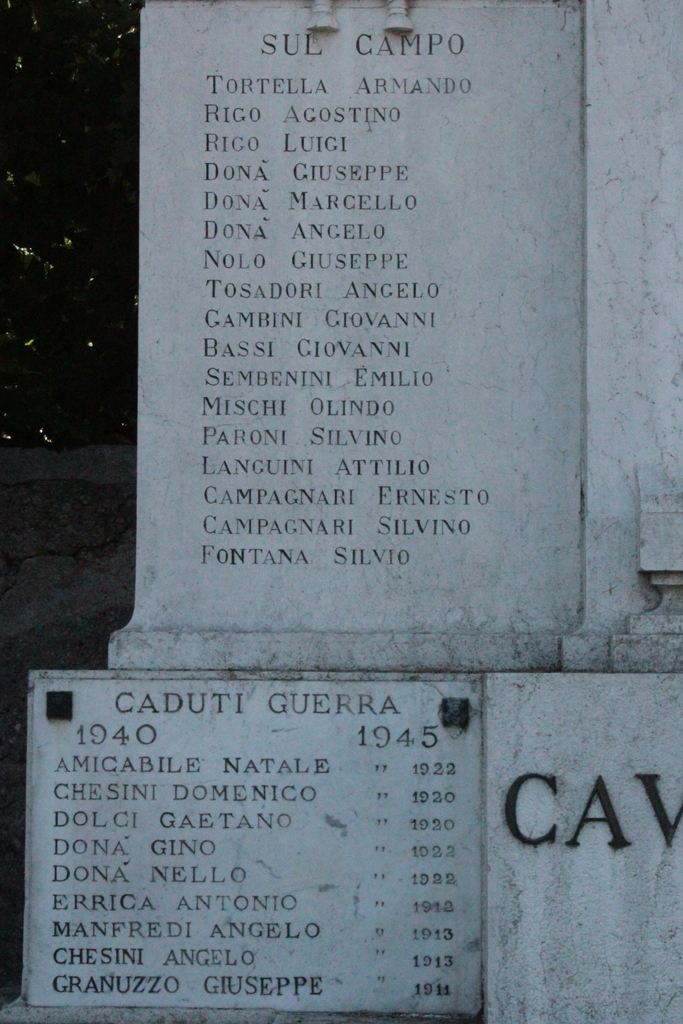 SUL CAMPO
TORTELLA ARMANDO
RIGO AGOSTINO
RIGO LUIGI
DONÀ GIUSEPPE
DONÀ MARCELLO
DONÀ ANGELO
NOLO GIUSEPPE
TOSADORI ANGELO
GAMBINI GIOVANNI
BASSI GIOVANNI
SEMBENINI EMILIO
MISCHI OLINDO
PARONI SILVINO
LANGUINI ATTILIO
CAMPAGNARI ERNESTO
CAMPAGNARI SILVINO
FONTANA SILVIO
CADUTI GUERRA
1940 1945
AMICABILE NATALE " 1922
CHESINI DOMENICO " 1920
DOLCI GAETANO " 1920
DONÀ GINO " 1922
DONÀ NELLO " 1922
ERRICA ANTONIO " 1912
MANFREDI ANGELO " 1913
CHESINI ANGELO " 1913
GRANUZZO GIUSEPPE " 1911
CAV